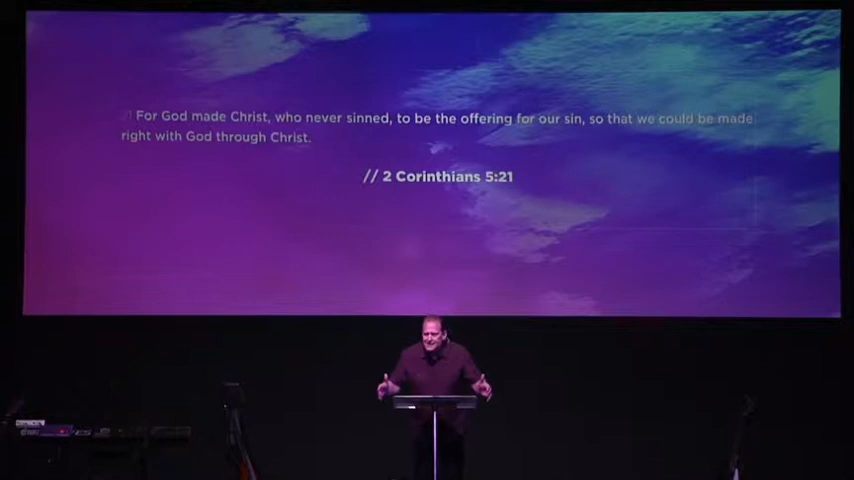 For God made Christ, who never sinned, to be the offering for our sin, so that we could be made
right with God through Christ.
// 2 Corinthians 5:21